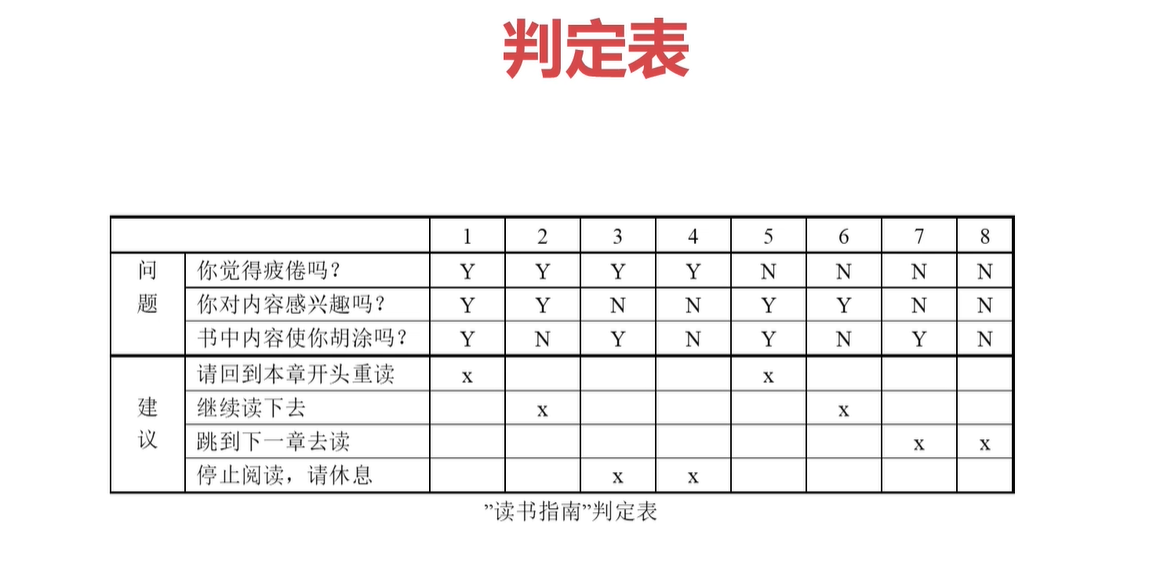 判定表
1 2 3 4 5 6 7 8
问题
你觉得疲倦吗? Y Y Y Y N N N N
你对内容感兴趣吗? Y Y N N Y Y N N
书中内容使你胡涂吗? Y N Y N Y N Y N
建议
请回到本章开头重读 x x
继续读下去 x x
跳到下一章去读 x x
停止阅读，请休息 x x
”读书指南”判定表